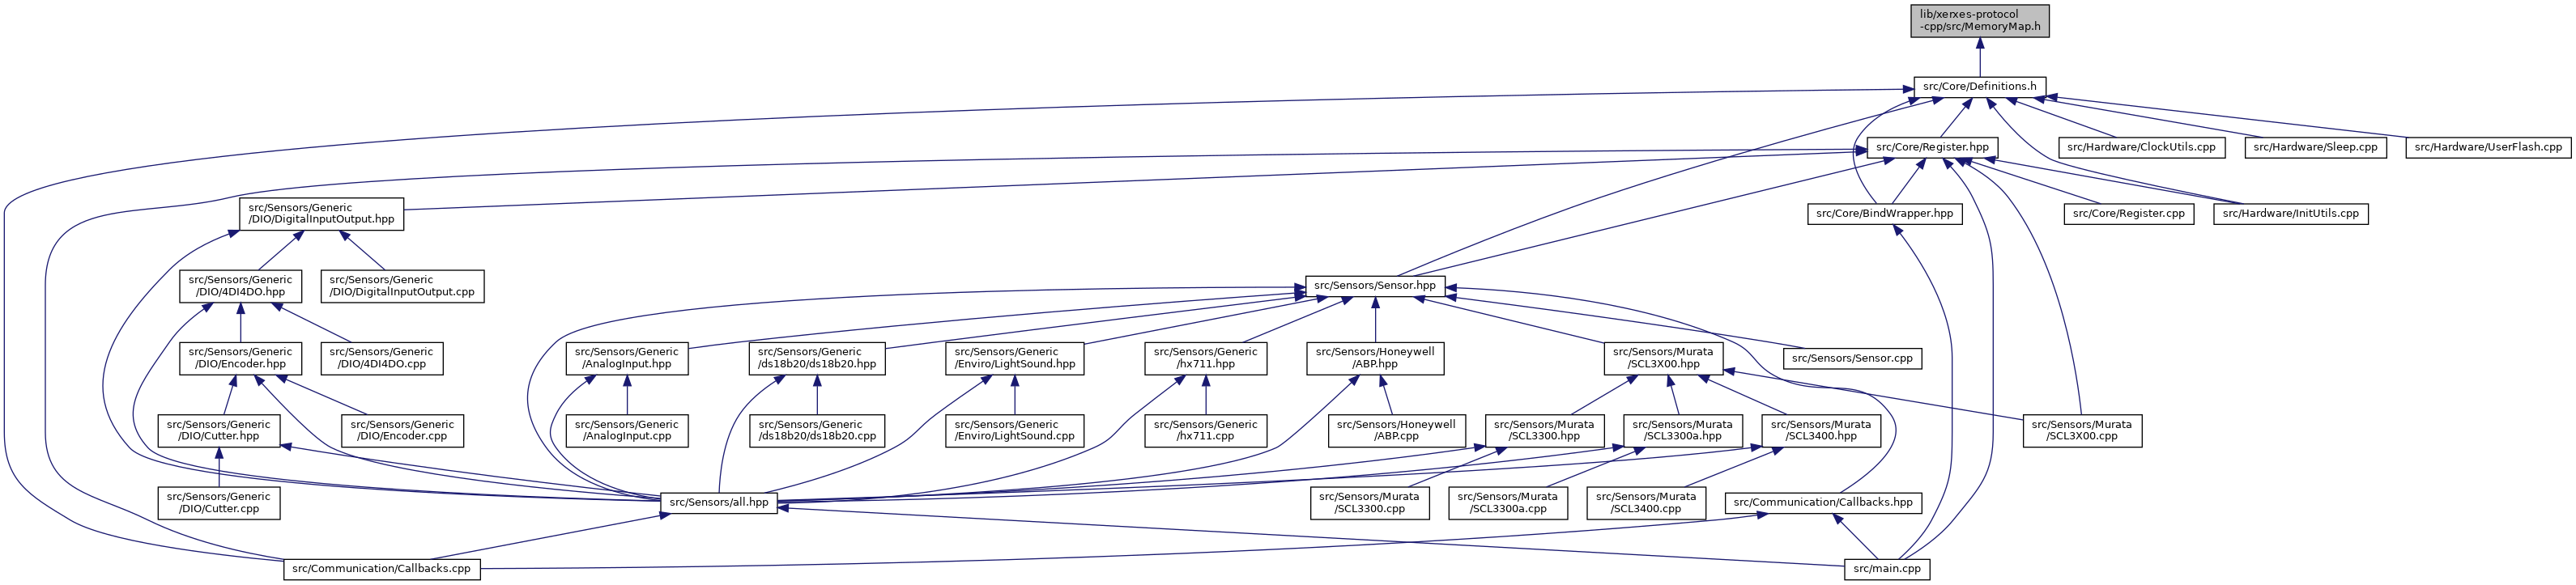 lib/xerxes-protocol
-cpp/src/MemoryMap.h
src/Core/Definitions.h
src/Core/Register.hpp
src/Hardware/ClockUtils.cpp
src/Hardware/Sleep.cpp
src/Hardware/UserFlash.cpp
src/Sensors/Generic
/DIO/DigitalInputOutput.hpp
src/Core/BindWrapper.hpp
src/Core/Register.cpp
src/Hardware/InitUtils.cpp
src/Sensors/Generic
/DIO/4DI4DO.hpp
src/Sensors/Generic
/DIO/DigitalInputOutput.cpp
src/Sensors/Sensor.hpp
src/Sensors/Generic
/DIO/Encoder.hpp
src/Sensors/Generic
/DIO/4DI4DO.cpp
src/Sensors/Generic
/AnalogInput.hpp
src/Sensors/Generic
/ds18b20/ds18b20.hpp
src/Sensors/Generic
/Enviro/LightSound.hpp
src/Sensors/Generic
/hx711.hpp
src/Sensors/Honeywell
/ABP.hpp
src/Sensors/Murata
/SCL3X00.hpp
src/Sensors/Sensor.cpp
src/Sensors/Generic
/DIO/Cutter.hpp
src/Sensors/Generic
/DIO/Encoder.cpp
src/Sensors/Generic
/AnalogInput.cpp
src/Sensors/Generic
/ds18b20/ds18b20.cpp
src/Sensors/Generic
/Enviro/LightSound.cpp
src/Sensors/Generic
/hx711.cpp
src/Sensors/Honeywell
/ABP.cpp
src/Sensors/Murata
/SCL3300.hpp
src/Sensors/Murata
/SCL3300a.hpp
src/Sensors/Murata
/SCL3400.hpp
src/Sensors/Murata
/SCL3X00.cpp
src/Sensors/Generic
/DIO/Cutter.cpp
src/Sensors/all.hpp
src/Sensors/Murata
/SCL3300.cpp
src/Sensors/Murata
/SCL3300a.cpp
src/Sensors/Murata
/SCL3400.cpp
src/Communication/Callbacks.hpp
src/Communication/Callbacks.cpp
src/main.cpp